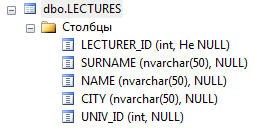 dbo.LECTURES
Столбцы
LECTURER_ID (int, Не NULL)
SURNAME (nvarchar(50), NULL)
NAME (nvarchar(50), NULL)
CITY (nvarchar(50), NULL)
UNIV_ID (int, NULL)